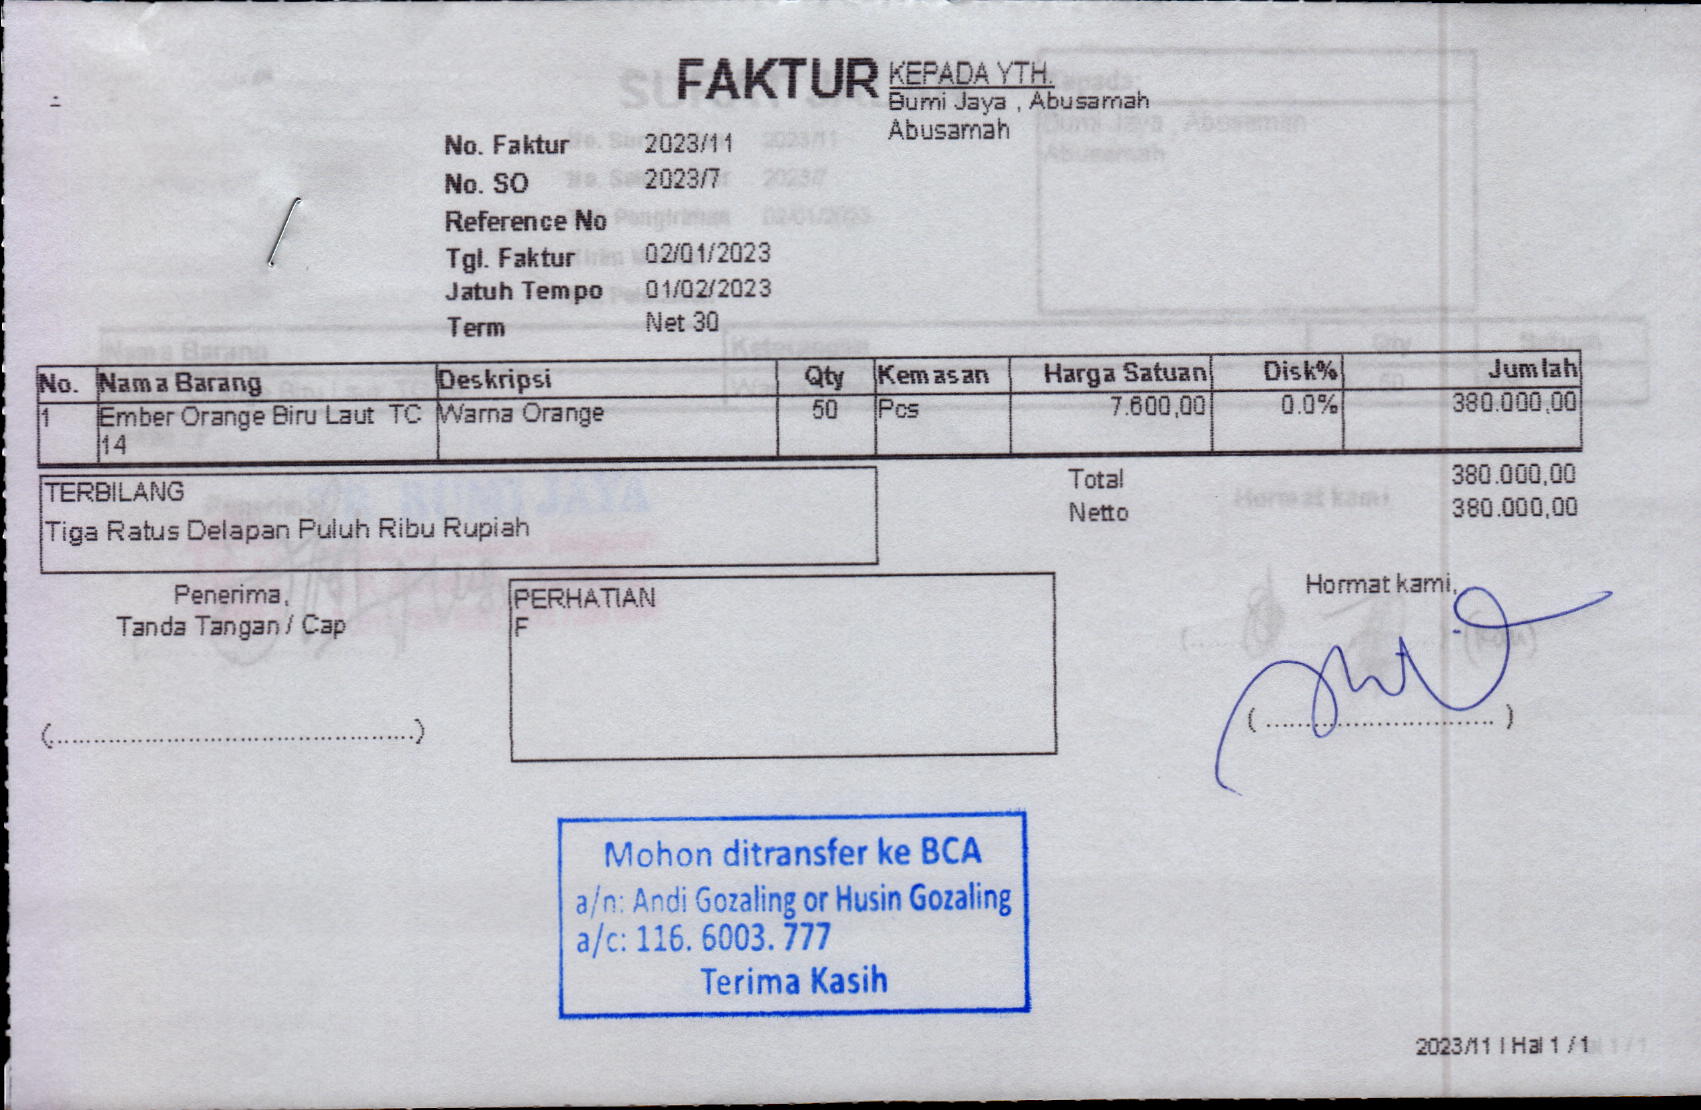 FAKTUR
KEPADA YTH.
Bumi Jaya , Abusamah
Abusamah
No. Faktur 2023/11
No. SO 2023/7
Reference No
Tgl. Faktur 02/01/2023
Jatuh Tempo 01/02/2023
Term Net 30
No. Nama Barang Deskripsi Qty Kemasan Harga Satuan Disk% Jumlah
1 Ember Orange Biru Laut TC Warna Orange 50 Pcs 7.600,00 0.0% 380.000,00
14
Total 380.000,00
Netto 380.000,00
TERBILANG
Tiga Ratus Delapan Puluh Ribu Rupiah
Penerima,
Tanda Tangan / Cap
(..............................................)
PERHATIAN
F
Hormat kami,
( ............................. )
Mohon ditransfer ke BCA
a/n: Andi Gozaling or Husin Gozaling
a/c: 116. 6003. 777
Terima Kasih
2023/11 | Hal 1 / 1